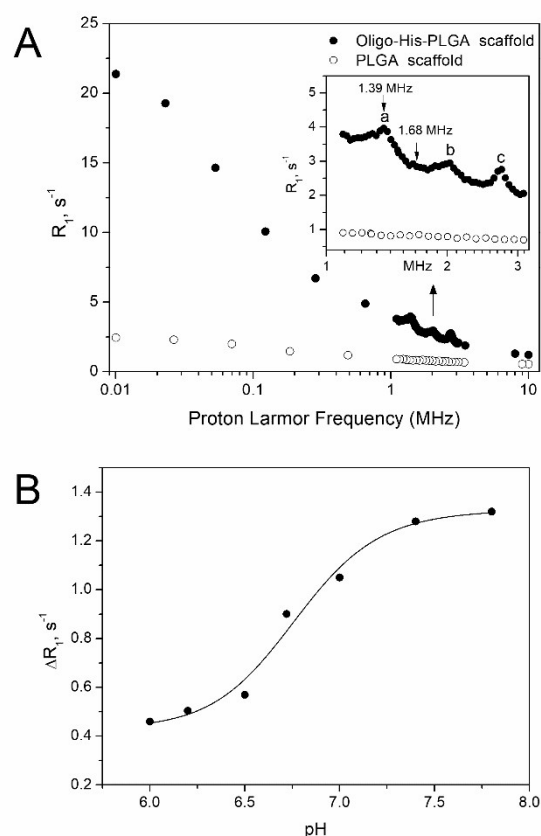 A
Oligo-His-PLGA scaffold
PLGA scaffold
25
20
15
10
5
0
R1, s-1
0.01
0.1
1
10
Proton Larmor Frequency (MHz)
1.39 MHz
a
1.68 MHz
b
c
5
4
3
2
1
R1, s-1
1
MHz
2
3
B
1.4
1.2
1.0
0.8
0.6
0.4
0.2
ΔR1, s-1
6.0
6.5
7.0
7.5
8.0
pH